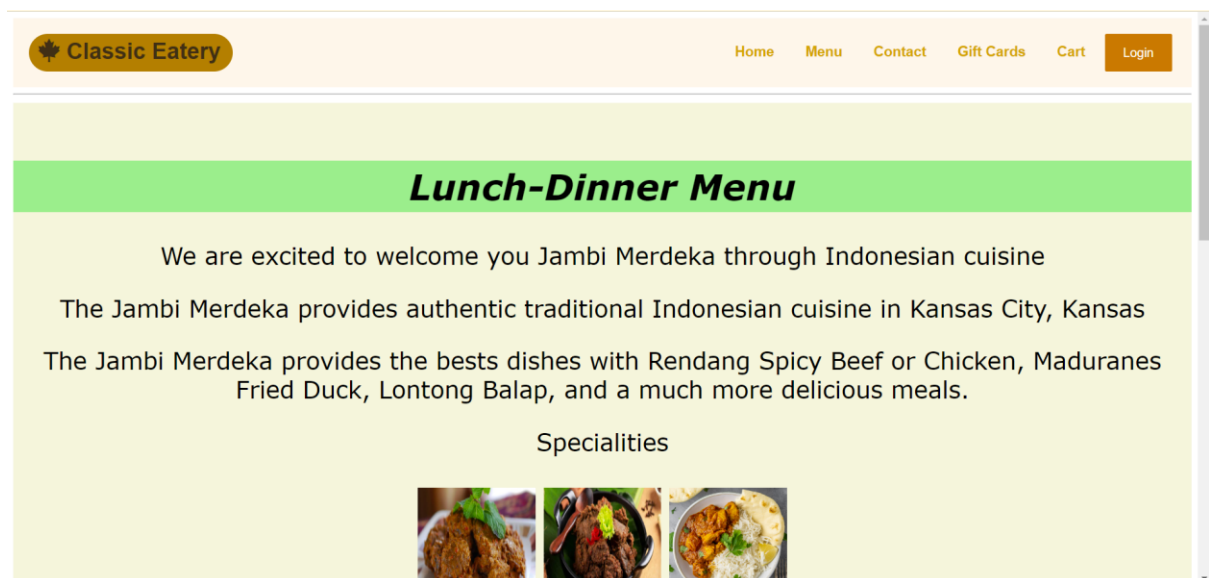 Classic Eatery
Home Menu Contact Gift Cards Cart Login
Lunch-Dinner Menu
We are excited to welcome you Jambi Merdeka through Indonesian cuisine
The Jambi Merdeka provides authentic traditional Indonesian cuisine in Kansas City, Kansas
The Jambi Merdeka provides the bests dishes with Rendang Spicy Beef or Chicken, Maduranes
Fried Duck, Lontong Balap, and a much more delicious meals.
Specialities